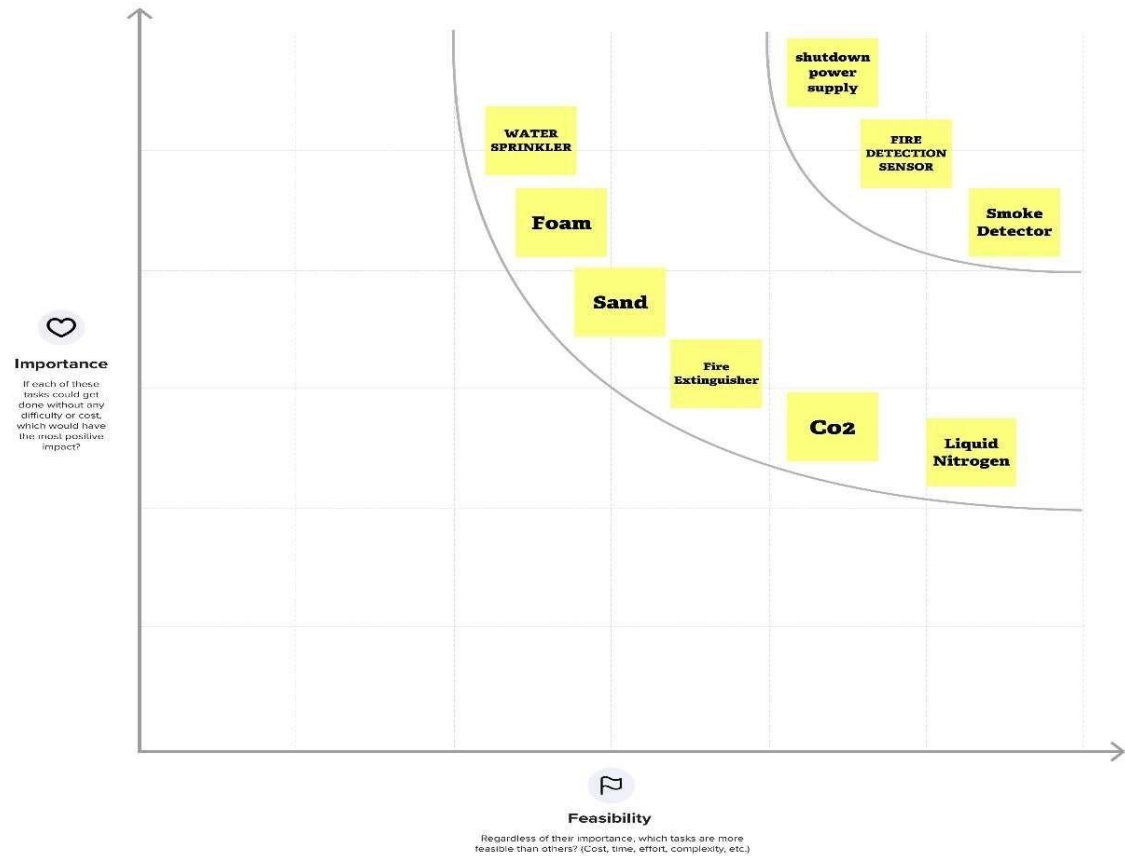 shutdown
power
supply
WATER
SPRINKLER
FIRE
DETECTION
SENSOR
Foam
Smoke
Detector
Sand
Importance
If each of these
tasks could get
done without any
difficulty or cost,
which would have
the most positive
impact?
Fire
Extinguisher
Co2
Liquid
Nitrogen
Feasibility
Regardless of their importance, which tasks are more
feasible than others? (Cost, time, effort, complexity, etc.)